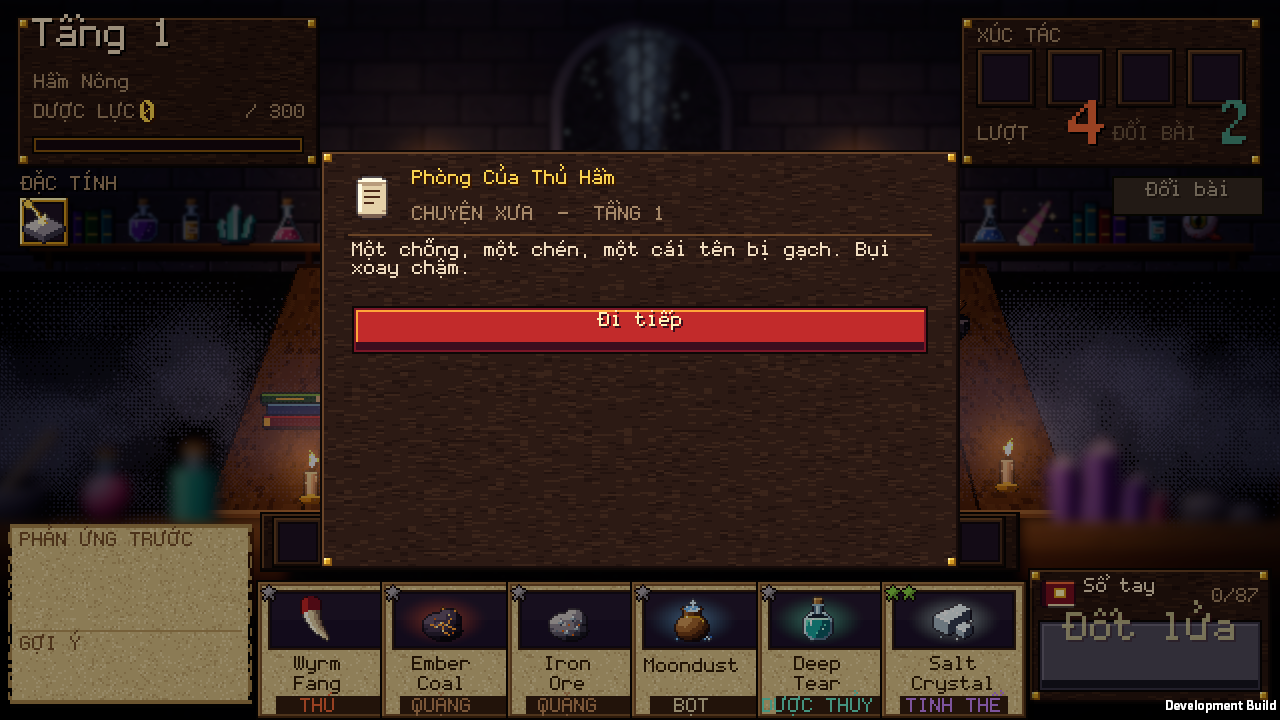 Tầng 1
Hầm Nông
DƯỢC LỰC 0 / 300
ĐẶC TÍNH
XÚC TÁC
LƯỢT 4 ĐỔI BÀI 2
Đổi bài
Phòng Của Thủ Hầm
CHUYỆN XƯA – TẦNG 1
Một chồng, một chén, một cái tên bị gạch. Bụi
xoay chậm.
Đi tiếp
PHẢN ỨNG TRƯỚC
GỢI Ý
Wyrm
Fang
THÚ
Ember
Coal
QUẶNG
Iron
Ore
QUẶNG
Moondust
BỘT
Deep
Tear
DƯỢC THỦY
Salt
Crystal
TINH THỂ
Sổ tay
0/87
Đốt lửa
Development Build